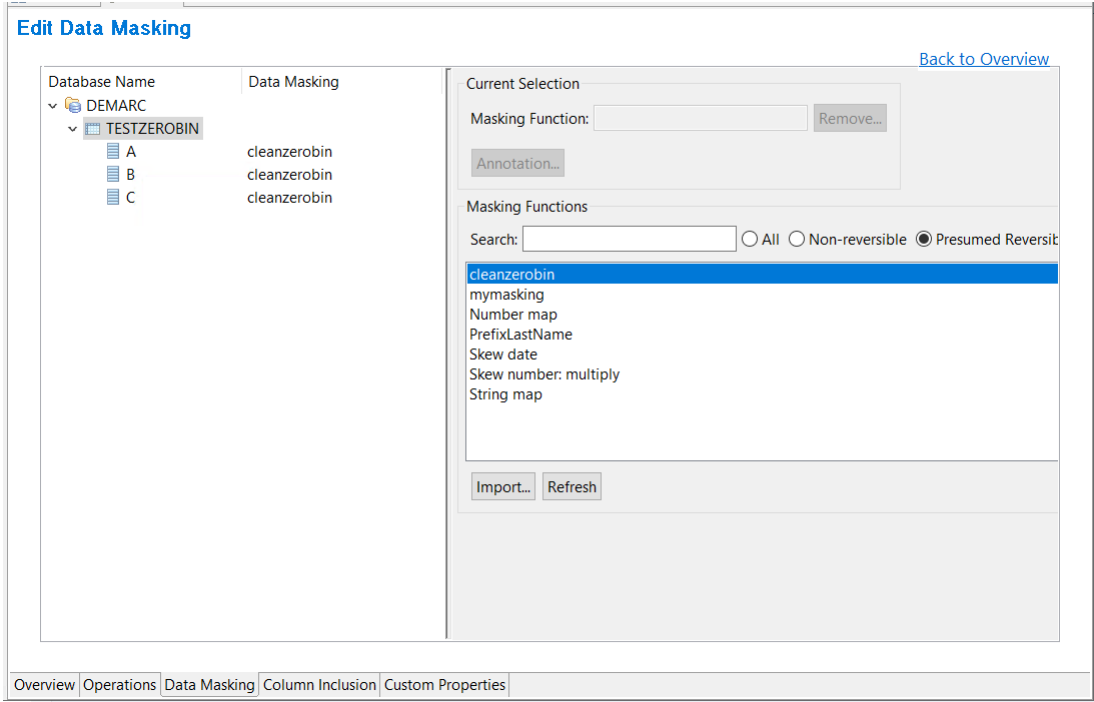 Edit Data Masking
Back to Overview
Database Name Data Masking
DEMARC
TESTZEROBIN
A cleanzerobin
B cleanzerobin
C cleanzerobin
Current Selection
Masking Function: Remove...
Annotation...
Masking Functions
Search: All Non-reversible Presumed Reversib
cleanzerobin
mymasking
Number map
PrefixLastName
Skew date
Skew number: multiply
String map
Import... Refresh
Overview Operations Data Masking Column Inclusion Custom Properties